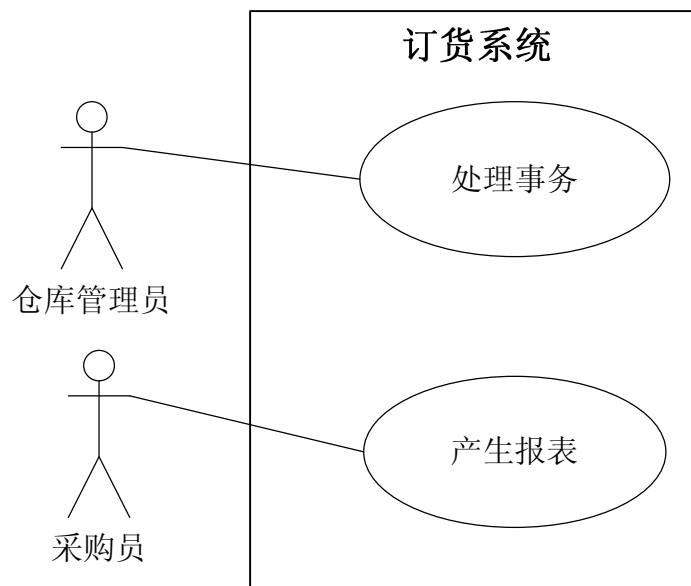 订货系统
处理事务
仓库管理员
产生报表
采购员